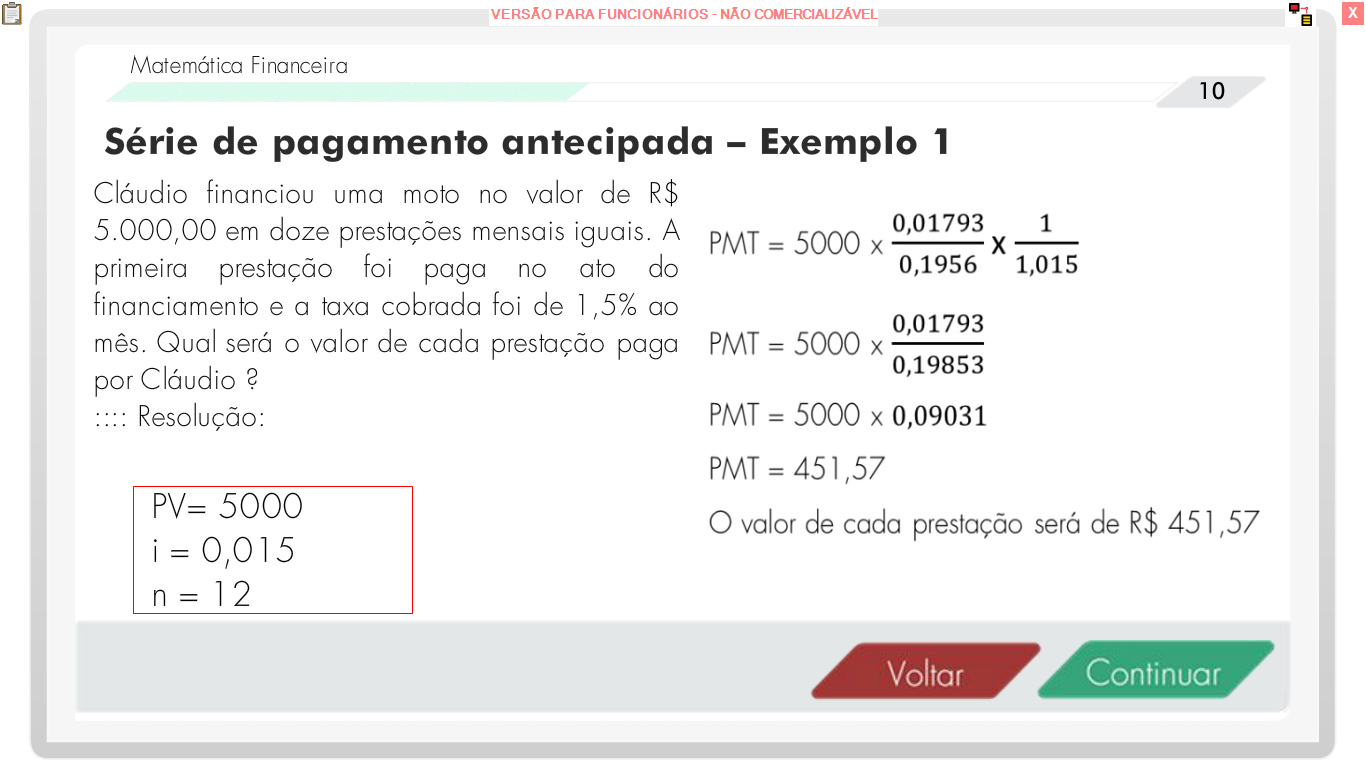 VERSÃO PARA FUNCIONÁRIOS - NÃO COMERCIALIZÁVEL
X
Matemática Financeira
10
Série de pagamento antecipada – Exemplo 1
Cláudio financiou uma moto no valor de R$
5.000,00 em doze prestações mensais iguais. A
primeira prestação foi paga no ato do
financiamento e a taxa cobrada foi de 1,5% ao
mês. Qual será o valor de cada prestação paga
por Cláudio ?
:::: Resolução:
PV= 5000
i = 0,015
n = 12
PMT = 5000 x 0,01793/0,1956 x 1/1,015
PMT = 5000 x 0,01793/0,19853
PMT = 5000 x 0,09031
PMT = 451,57
O valor de cada prestação será de R$ 451,57
Voltar
Continuar